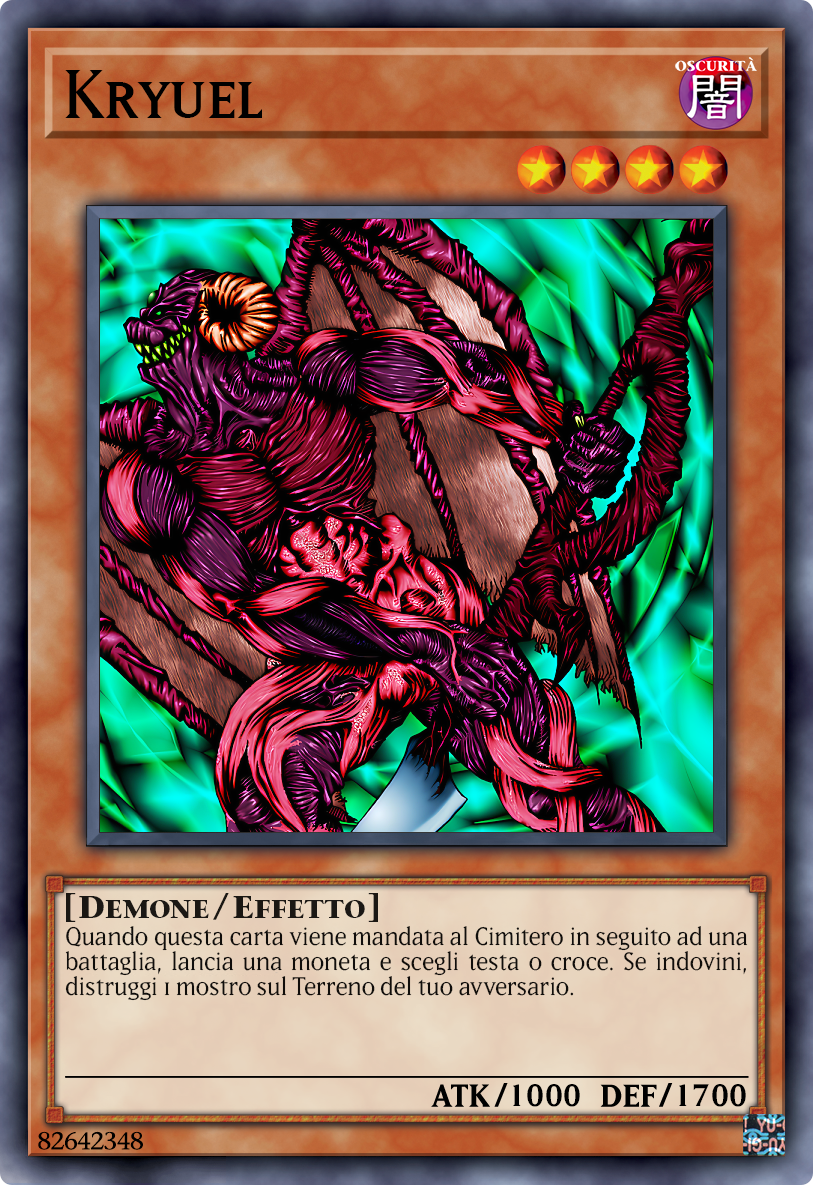 Kryuel
OSCURITÀ
闇
[Demone/Effetto]
Quando questa carta viene mandata al Cimitero in seguito ad una
battaglia, lancia una moneta e scegli testa o croce. Se indovini,
distruggi 1 mostro sul Terreno del tuo avversario.
ATK/1000 DEF/1700
82642348